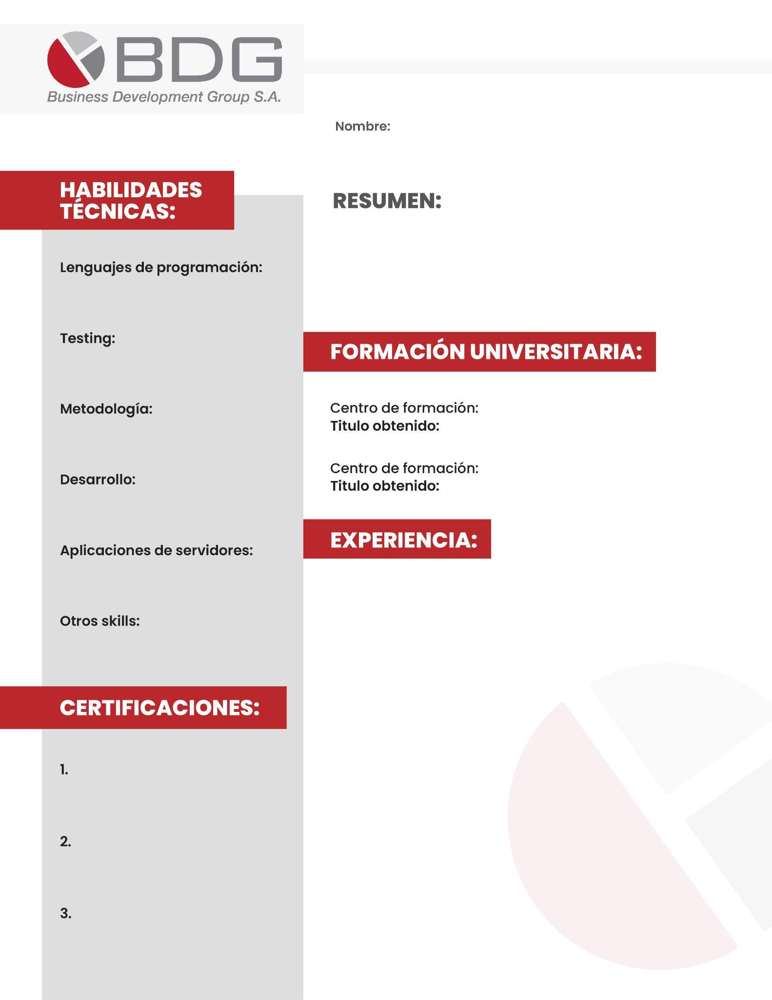 BDG
Business Development Group S.A.
Nombre:
HABILIDADES
TÉCNICAS:
Lenguajes de programación:
Testing:
Metodología:
Desarrollo:
Aplicaciones de servidores:
Otros skills:
CERTIFICACIONES:
1.
2.
3.
RESUMEN:
FORMACIÓN UNIVERSITARIA:
Centro de formación:
Titulo obtenido:
Centro de formación:
Titulo obtenido:
EXPERIENCIA: